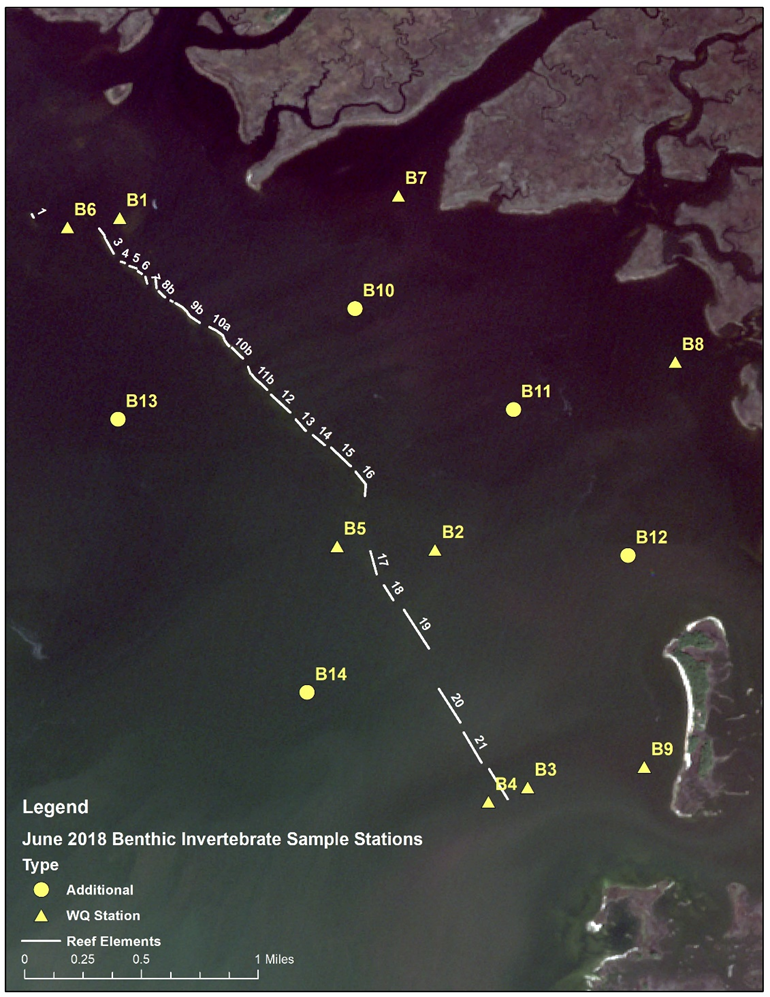 B7
B1
B6
1
3
4
5
6
7
8b
B10
9b
10a
10b
B8
11b
B11
12
B13
13
14
15
16
B5
B2
B12
17
18
19
B14
20
21
B9
B3
B4
Legend
June 2018 Benthic Invertebrate Sample Stations
Type
Additional
WQ Station
Reef Elements
0 0.25 0.5 1 Miles